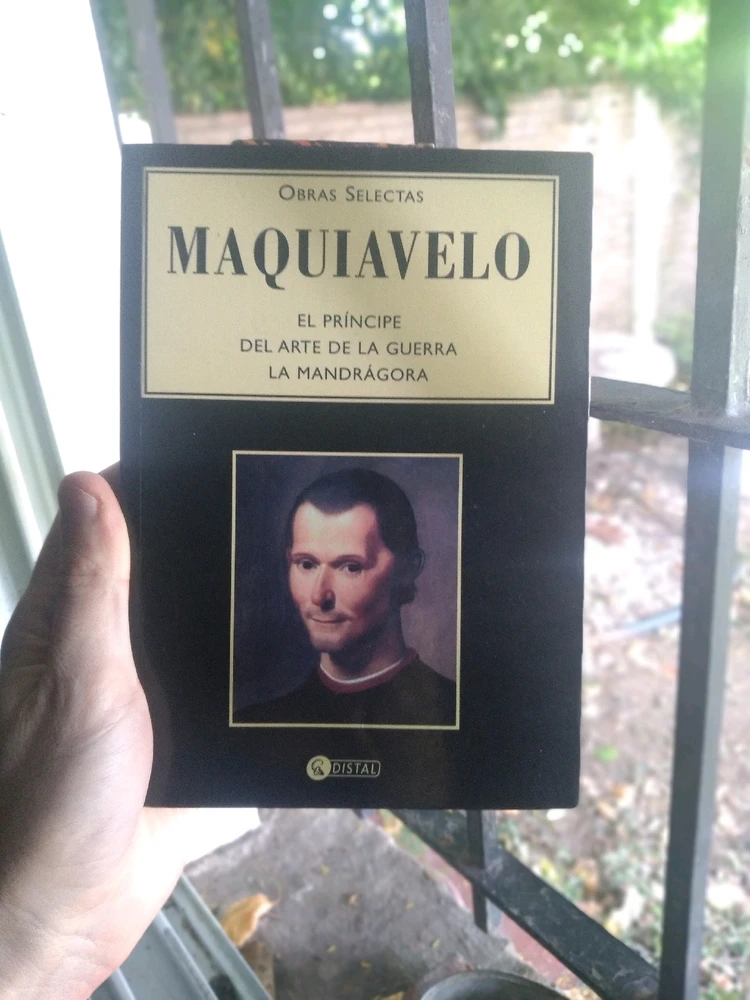 OBRAS SELECTAS
MAQUIAVELO
EL PRÍNCIPE
DEL ARTE DE LA GUERRA
LA MANDRÁGORA
DISTAL